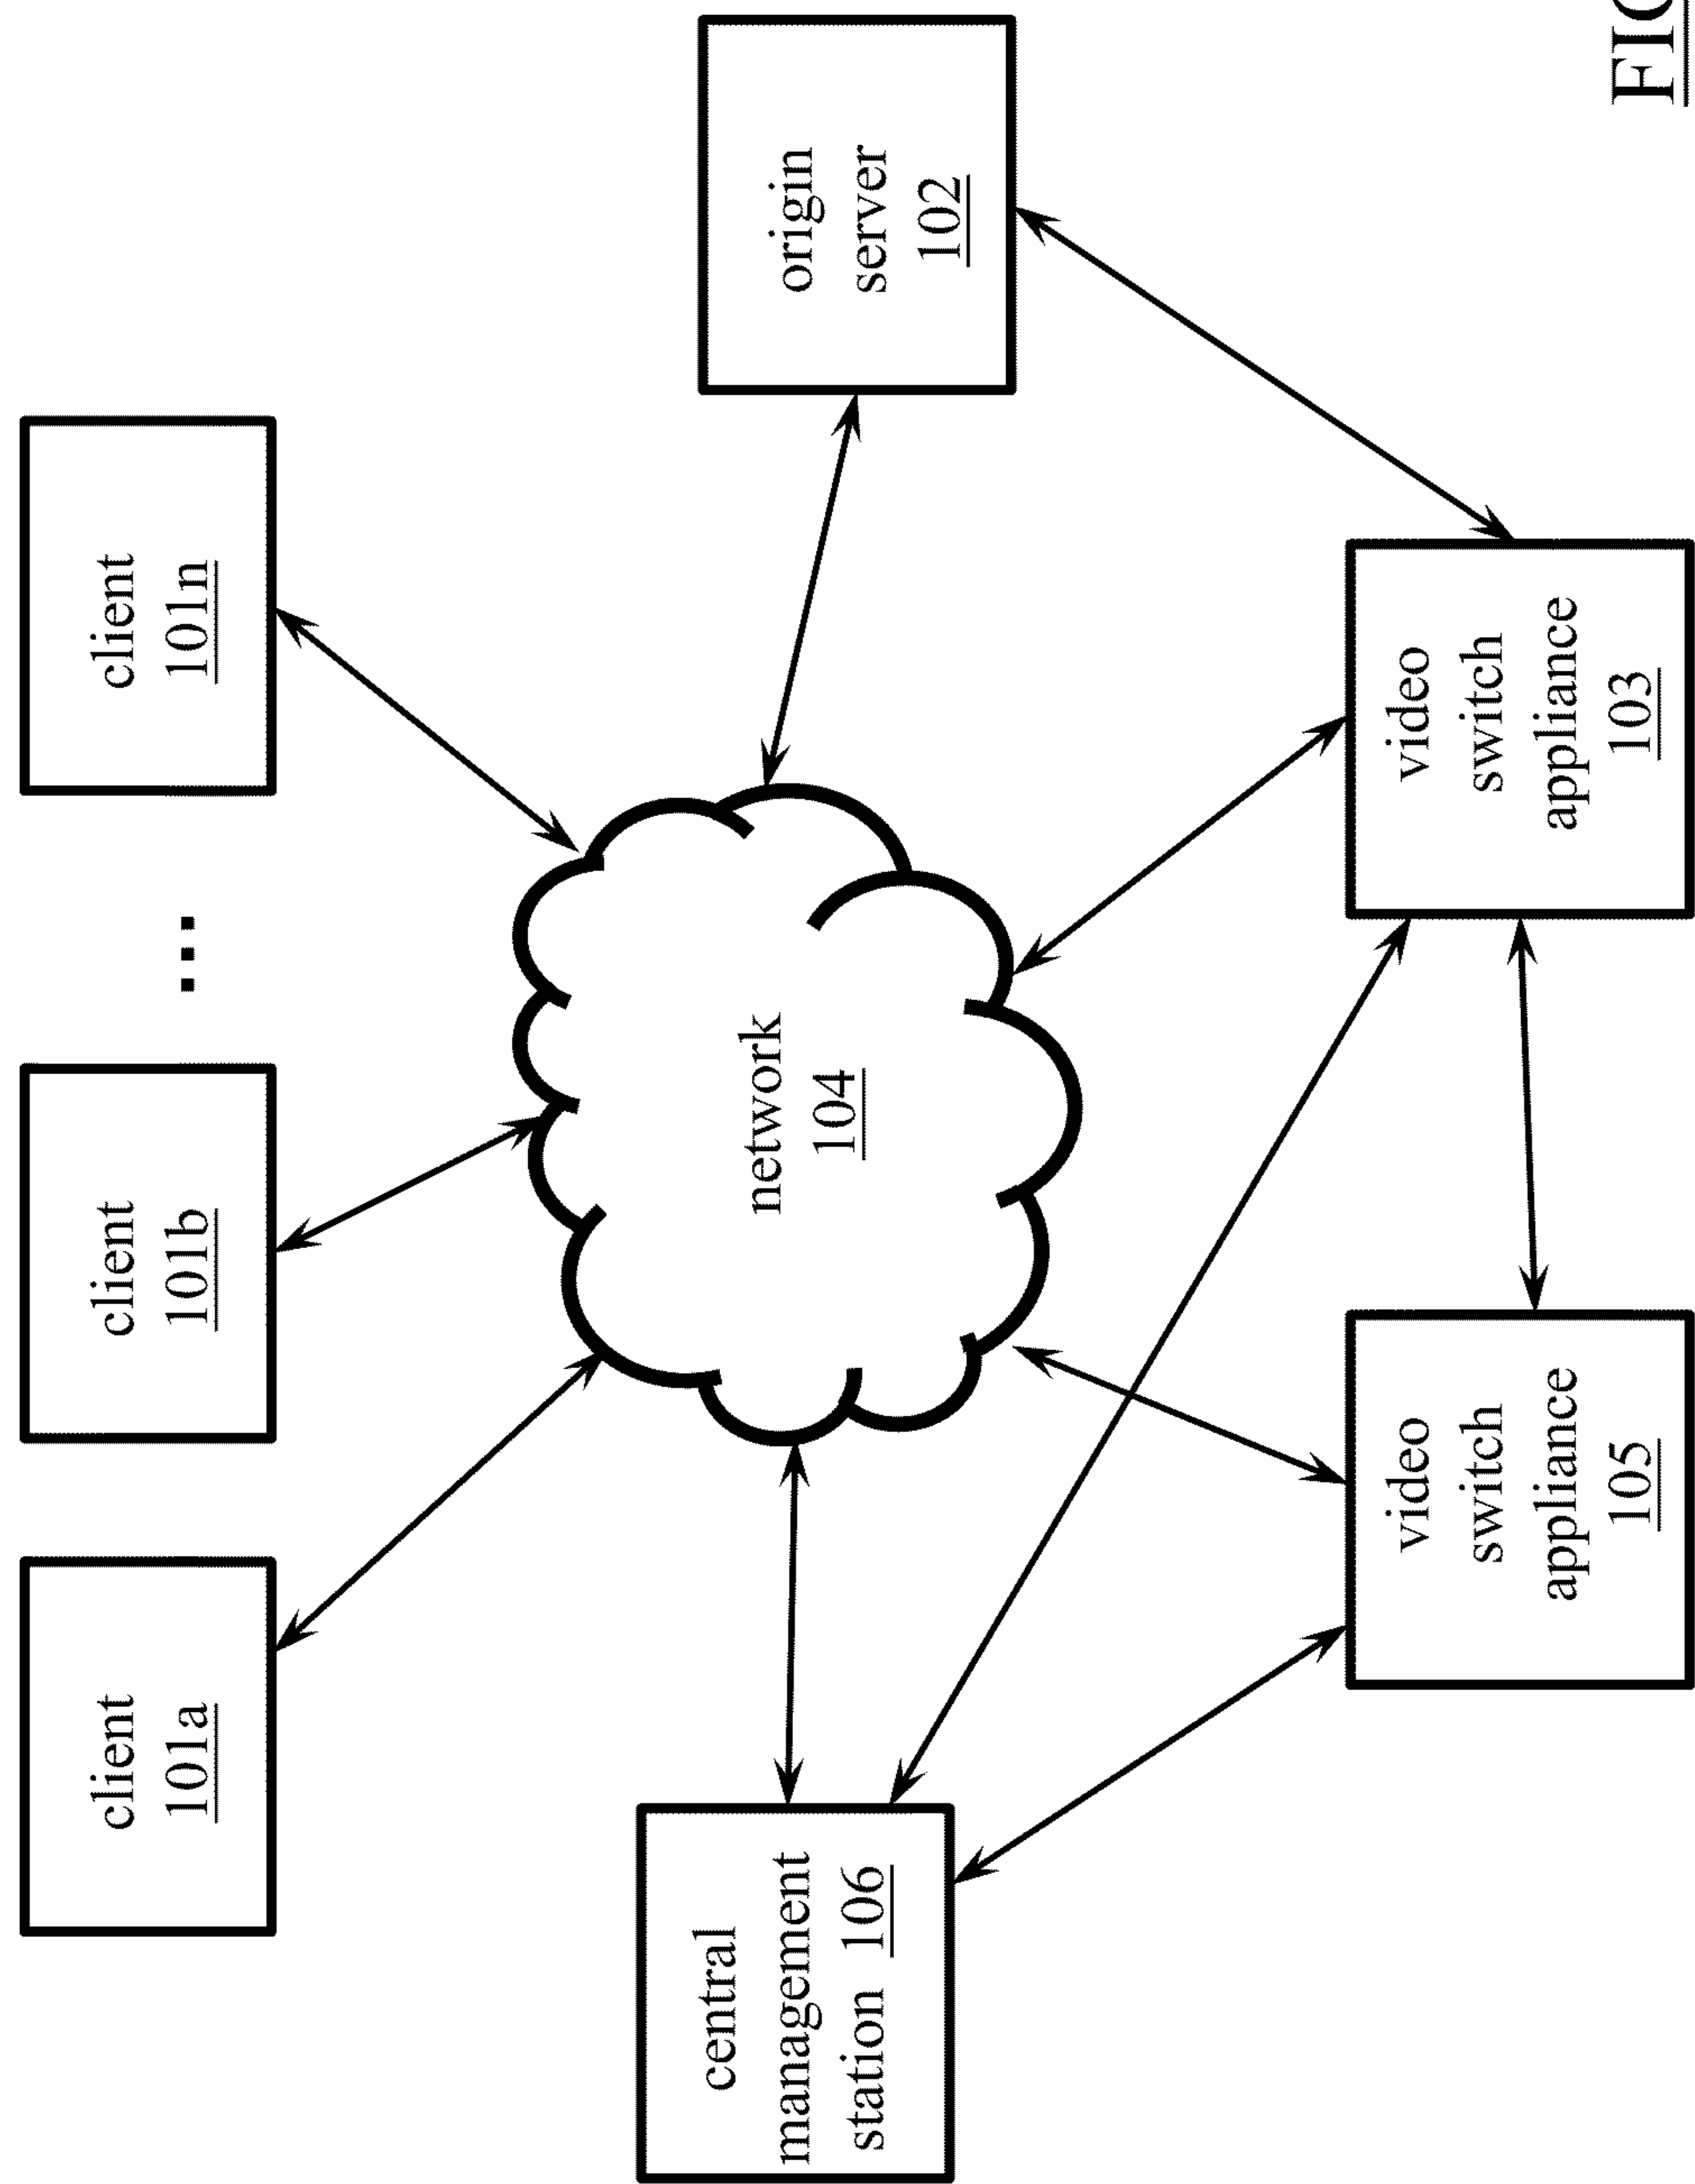 client
101a
client
101b
...
client
101n
central
management
station 106
network
104
origin
server
102
video
switch
appliance
105
video
switch
appliance
103